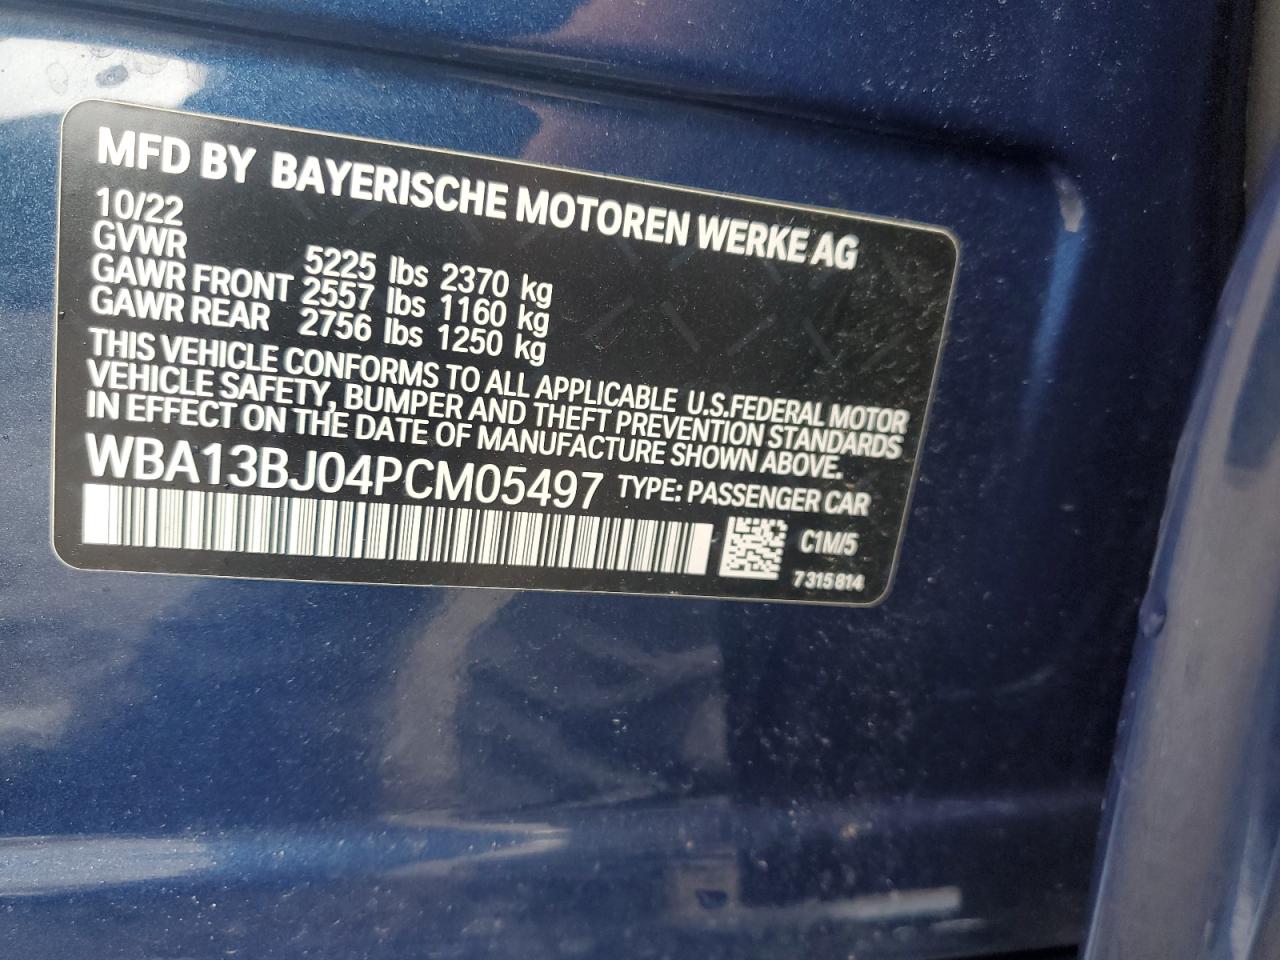 MFD BY BAYERISCHE MOTOREN WERKE AG
10/22
GVWR 5225 lbs 2370 kg
GAWR FRONT 2557 lbs 1160 kg
GAWR REAR 2756 lbs 1250 kg
THIS VEHICLE CONFORMS TO ALL APPLICABLE U.S.FEDERAL MOTOR
VEHICLE SAFETY, BUMPER AND THEFT PREVENTION STANDARDS
IN EFFECT ON THE DATE OF MANUFACTURE SHOWN ABOVE.
WBA13BJ04PCM05497 TYPE: PASSENGER CAR
C1M/5
7315814